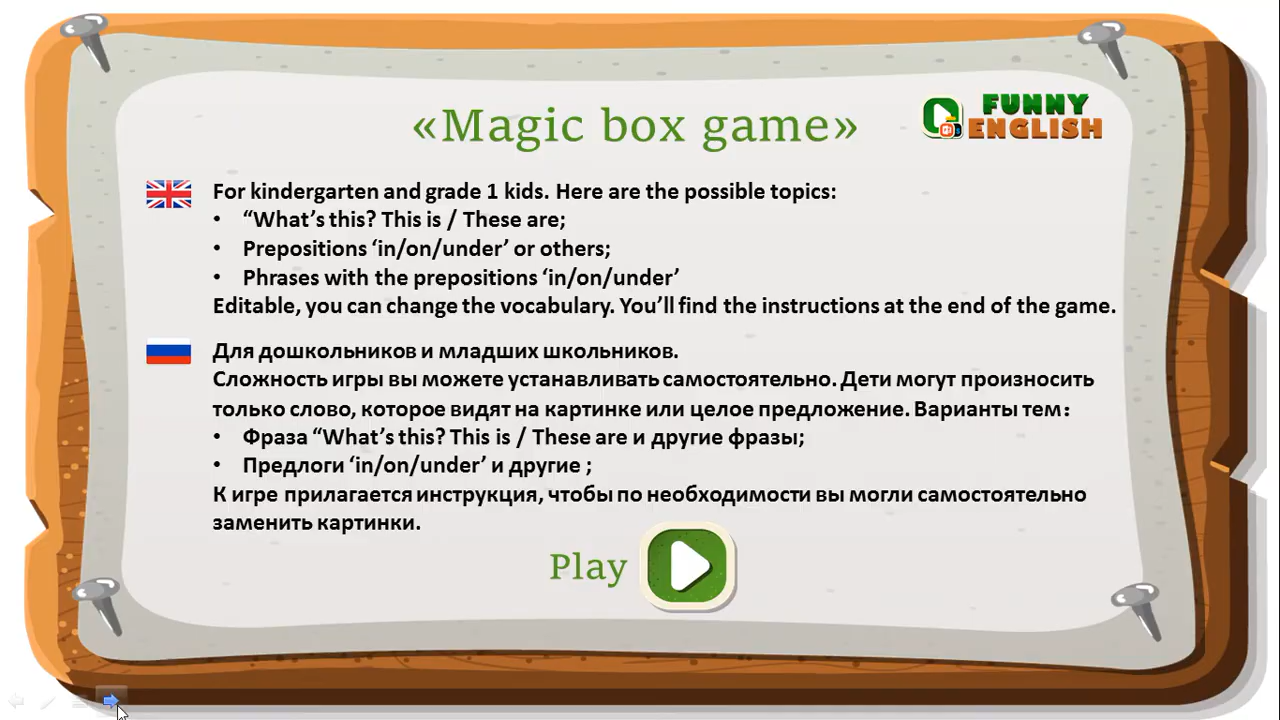 «Magic box game»
FUNNY
ENGLISH
For kindergarten and grade 1 kids. Here are the possible topics:
• “What’s this? This is / These are;
• Prepositions ‘in/on/under’ or others;
• Phrases with the prepositions ‘in/on/under’
Editable, you can change the vocabulary. You’ll find the instructions at the end of the game.
Для дошкольников и младших школьников.
Сложность игры вы можете устанавливать самостоятельно. Дети могут произносить
только слово, которое видят на картинке или целое предложение. Варианты тем:
• Фраза “What’s this? This is / These are и другие фразы;
• Предлоги ‘in/on/under’ и другие ;
К игре прилагается инструкция, чтобы по необходимости вы могли самостоятельно
заменить картинки.
Play